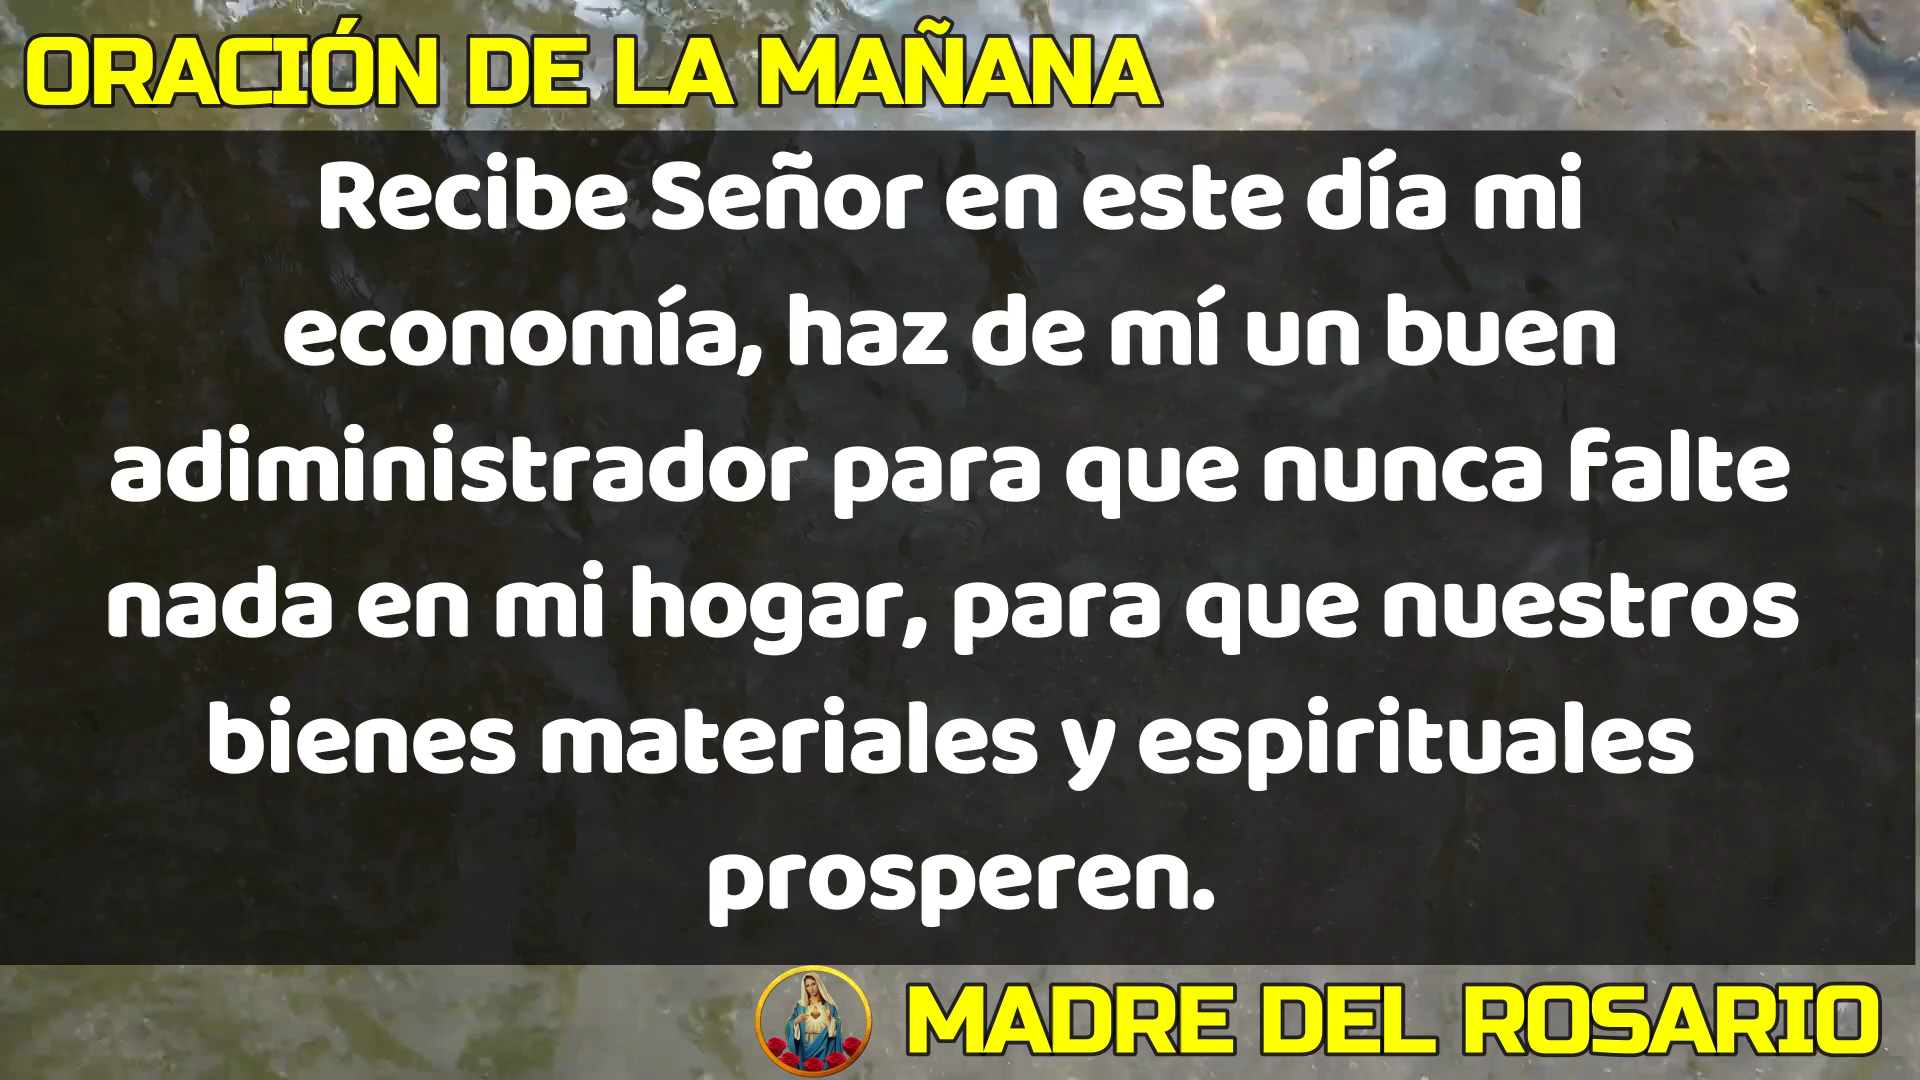 ORACIÓN DE LA MAÑANA
Recibe Señor en este día mi
economía, haz de mí un buen
adiministrador para que nunca falte
nada en mi hogar, para que nuestros
bienes materiales y espirituales
prosperen.
MADRE DEL ROSARIO